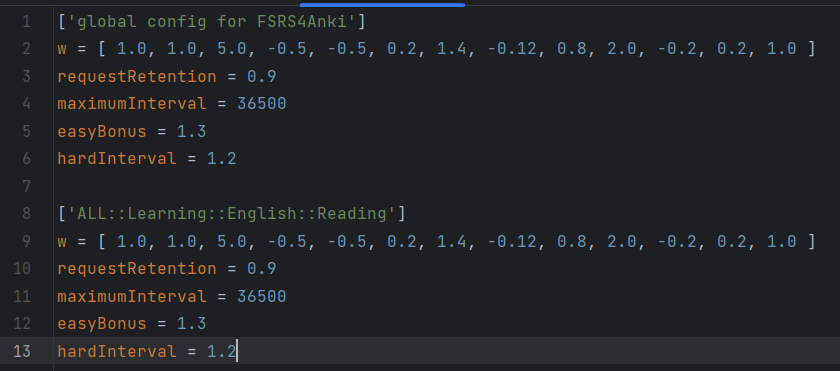 1 ['global config for FSRS4Anki']
2 w = [ 1.0, 1.0, 5.0, -0.5, -0.5, 0.2, 1.4, -0.12, 0.8, 2.0, -0.2, 0.2, 1.0 ]
3 requestRetention = 0.9
4 maximumInterval = 36500
5 easyBonus = 1.3
6 hardInterval = 1.2
7
8 ['ALL::Learning::English::Reading']
9 w = [ 1.0, 1.0, 5.0, -0.5, -0.5, 0.2, 1.4, -0.12, 0.8, 2.0, -0.2, 0.2, 1.0 ]
10 requestRetention = 0.9
11 maximumInterval = 36500
12 easyBonus = 1.3
13 hardInterval = 1.2